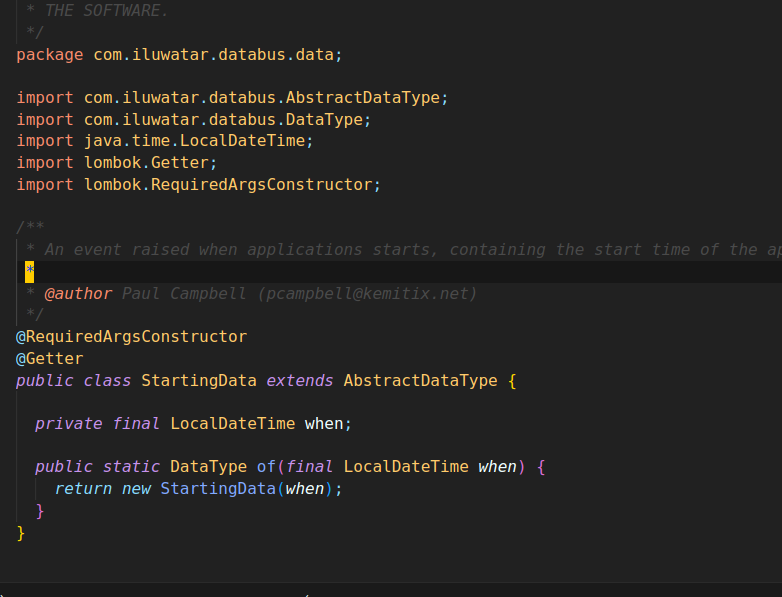 * THE SOFTWARE.
*/
package com.iluwatar.databus.data;
import com.iluwatar.databus.AbstractDataType;
import com.iluwatar.databus.DataType;
import java.time.LocalDateTime;
import lombok.Getter;
import lombok.RequiredArgsConstructor;
/**
* An event raised when applications starts, containing the start time of the
*
* @author Paul Campbell (pcampbell@kemitix.net)
*/
@RequiredArgsConstructor
@Getter
public class StartingData extends AbstractDataType {
private final LocalDateTime when;
public static DataType of(final LocalDateTime when) {
return new StartingData(when);
}
}